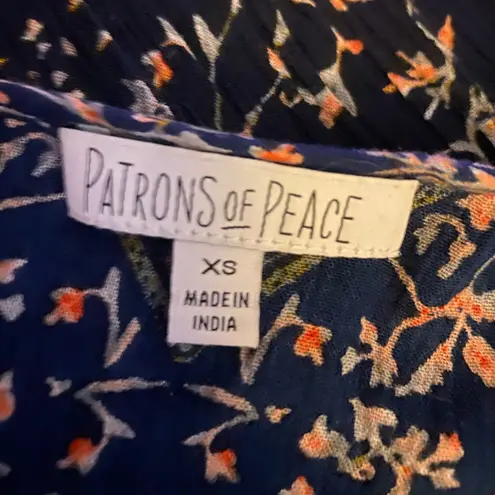 PATRONS OF PEACE
XS
MADE IN
INDIA